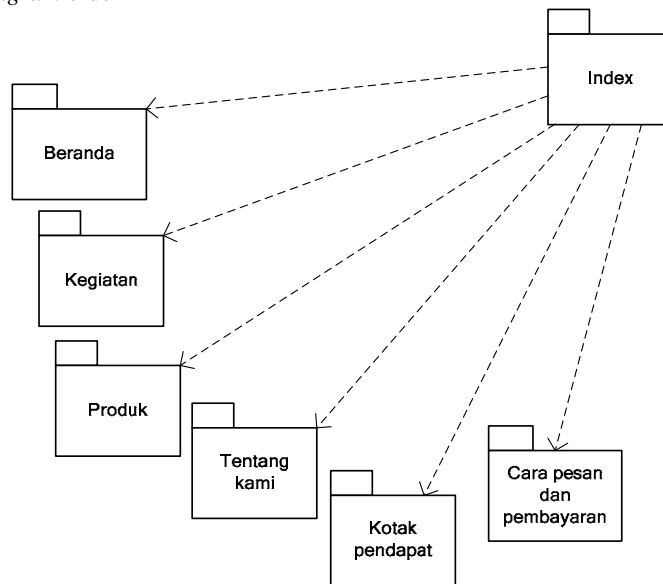 Index
Beranda
Kegiatan
Produk
Tentang
kami
Cara pesan
dan
pembayaran
Kotak
pendapat